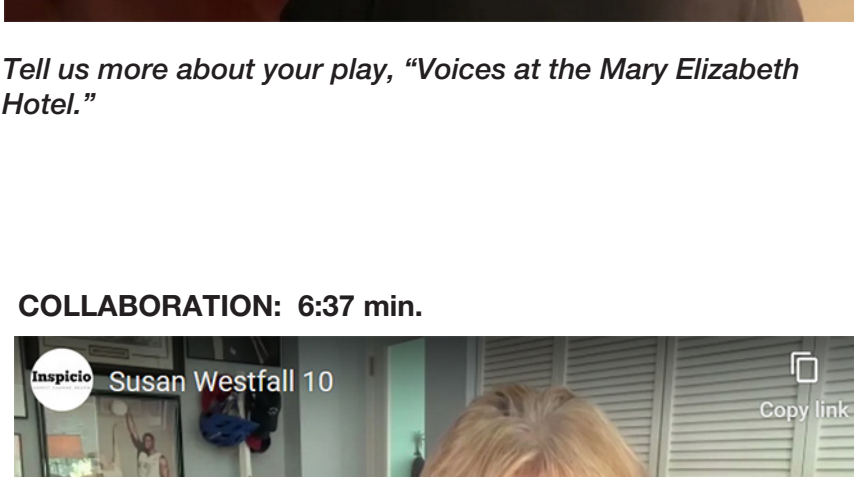 Tell us more about your play, “Voices at the Mary Elizabeth
Hotel.”
COLLABORATION: 6:37 min.
Inspicio
Susan Westfall 10
Copy link